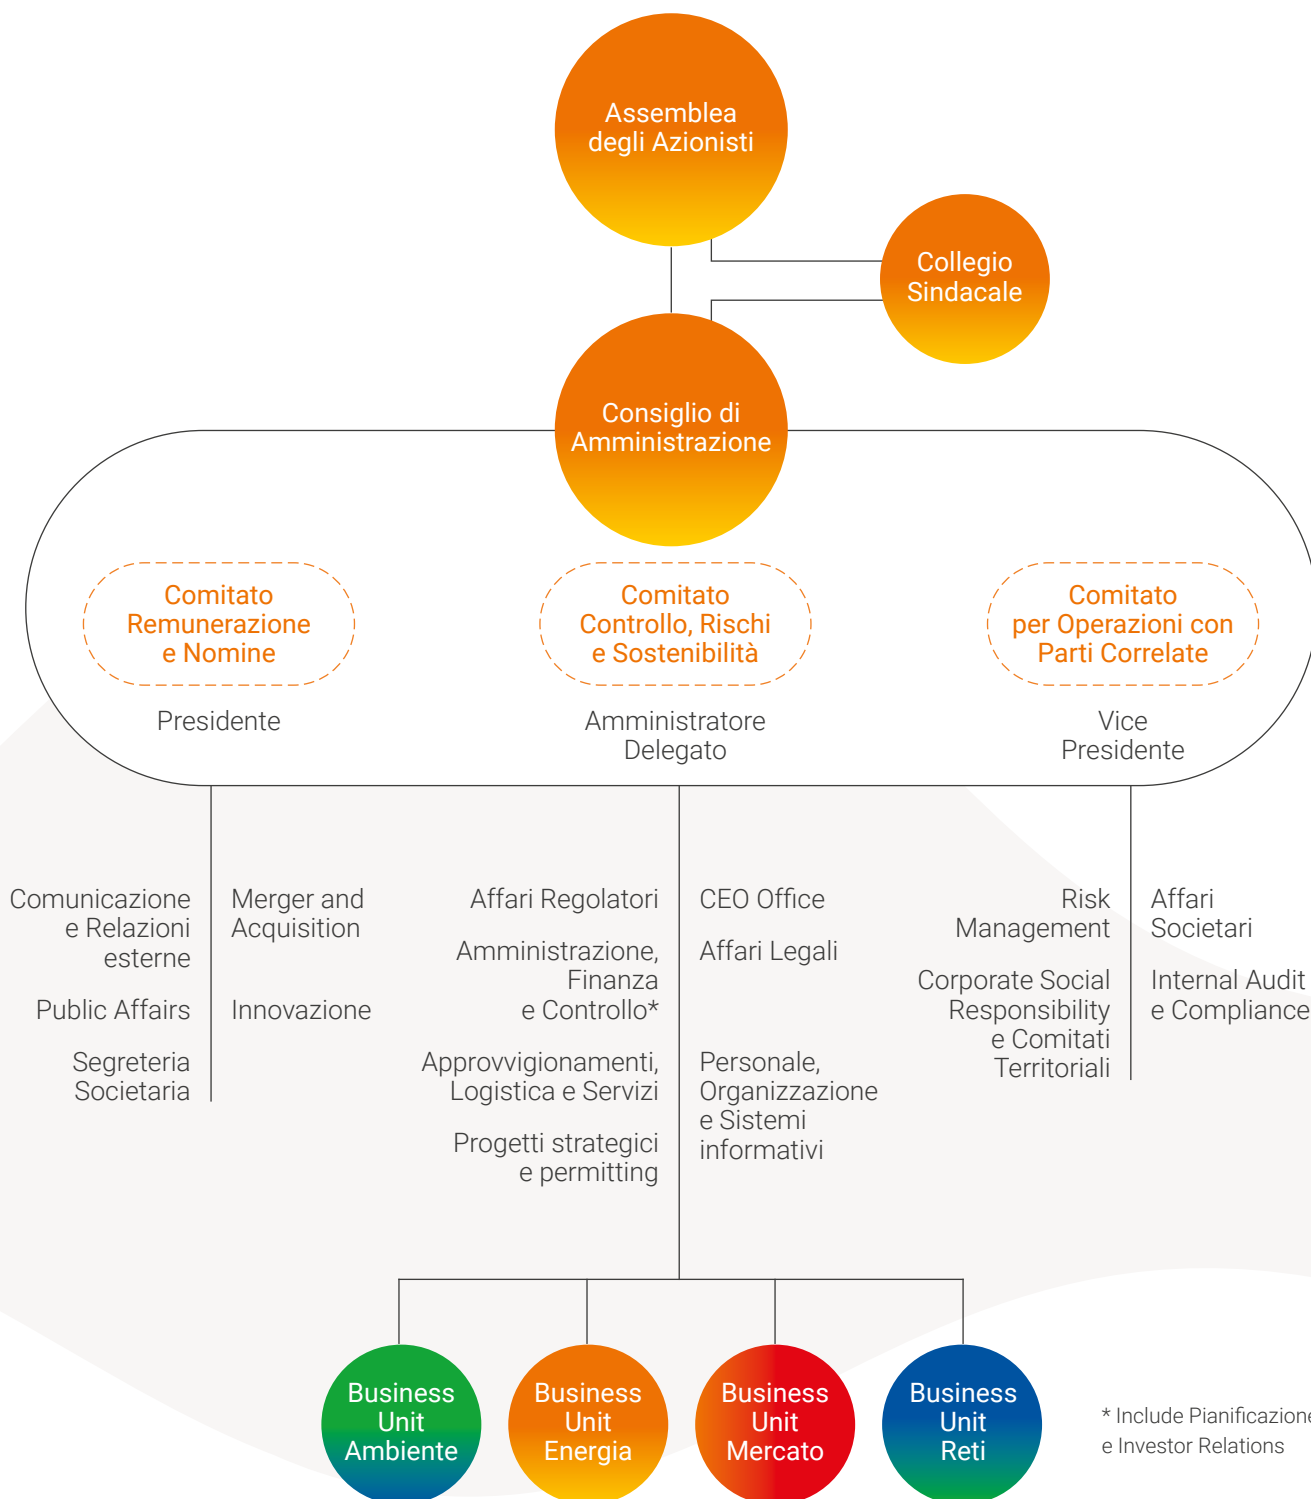 Assemblea
degli Azionisti
Collegio
Sindacale
Consiglio di
Amministrazione
Comitato
Remunerazione
e Nomine
Comitato
Controllo, Rischi
e Sostenibilità
Comitato
per Operazioni con
Parti Correlate
Presidente
Amministratore
Delegato
Vice
Presidente
Comunicazione
e Relazioni
esterne
Public Affairs
Segreteria
Societaria
Merger and
Acquisition
Innovazione
Affari Regolatori
Amministrazione,
Finanza
e Controllo*
Approvvigionamenti,
Logistica e Servizi
Progetti strategici
e permitting
CEO Office
Affari Legali
Personale,
Organizzazione
e Sistemi
informativi
Risk
Management
Corporate Social
Responsibility
e Comitati
Territoriali
Affari
Societari
Internal Audit
e Compliance
Business
Unit
Ambiente
Business
Unit
Energia
Business
Unit
Mercato
Business
Unit
Reti
* Include Pianificazione
e Investor Relations